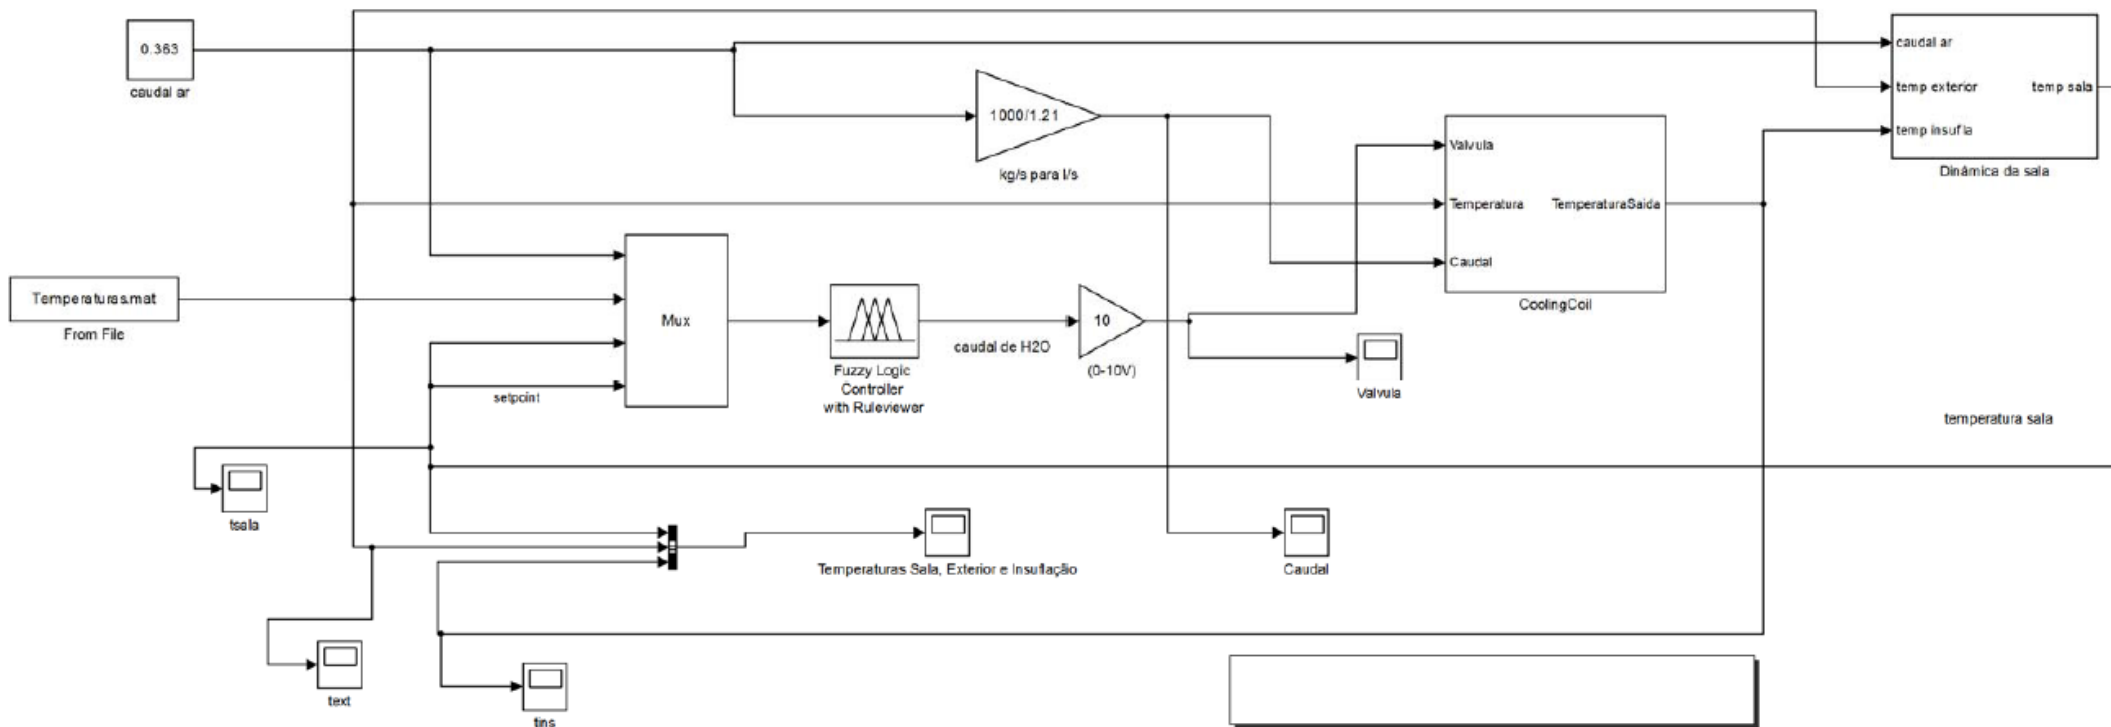 0.363
caudal ar
caudal ar
temp exterior
temp insufla
temp sala
Dinâmica da sala
1000/1.21
kg/s para l/s
Valvula
Temperatura
Caudal
TemperaturaSaida
CoolingCoil
Temperaturas.mat
From File
Mux
setpoint
Fuzzy Logic
Controller
with Ruleviewer
caudal de H2O
10
(0-10V)
Valvula
temperatura sala
tsala
Temperaturas Sala, Exterior e Insuflação
Caudal
text
tins